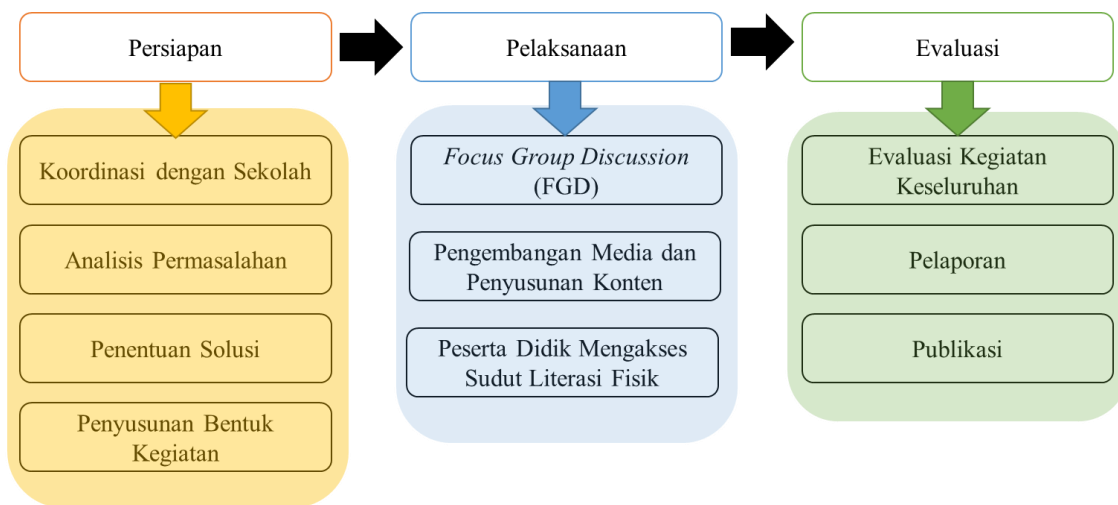 Persiapan
Pelaksanaan
Evaluasi
Koordinasi dengan Sekolah
Analisis Permasalahan
Penentuan Solusi
Penyusunan Bentuk
Kegiatan
Focus Group Discussion
(FGD)
Pengembangan Media dan
Penyusunan Konten
Peserta Didik Mengakses
Sudut Literasi Fisik
Evaluasi Kegiatan
Keseluruhan
Pelaporan
Publikasi